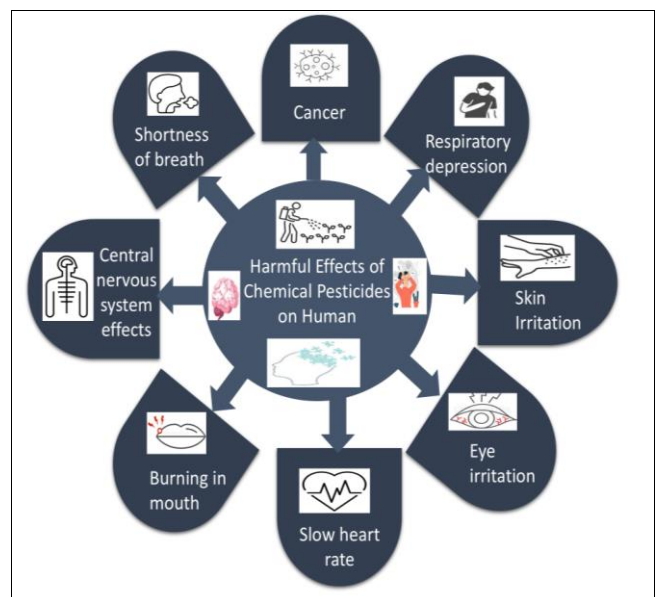 Harmful Effects of
Chemical Pesticides
on Human
Cancer
Respiratory
depression
Skin
Irritation
Eye
irritation
Slow heart
rate
Burning in
mouth
Central
nervous
system
effects
Shortness
of breath